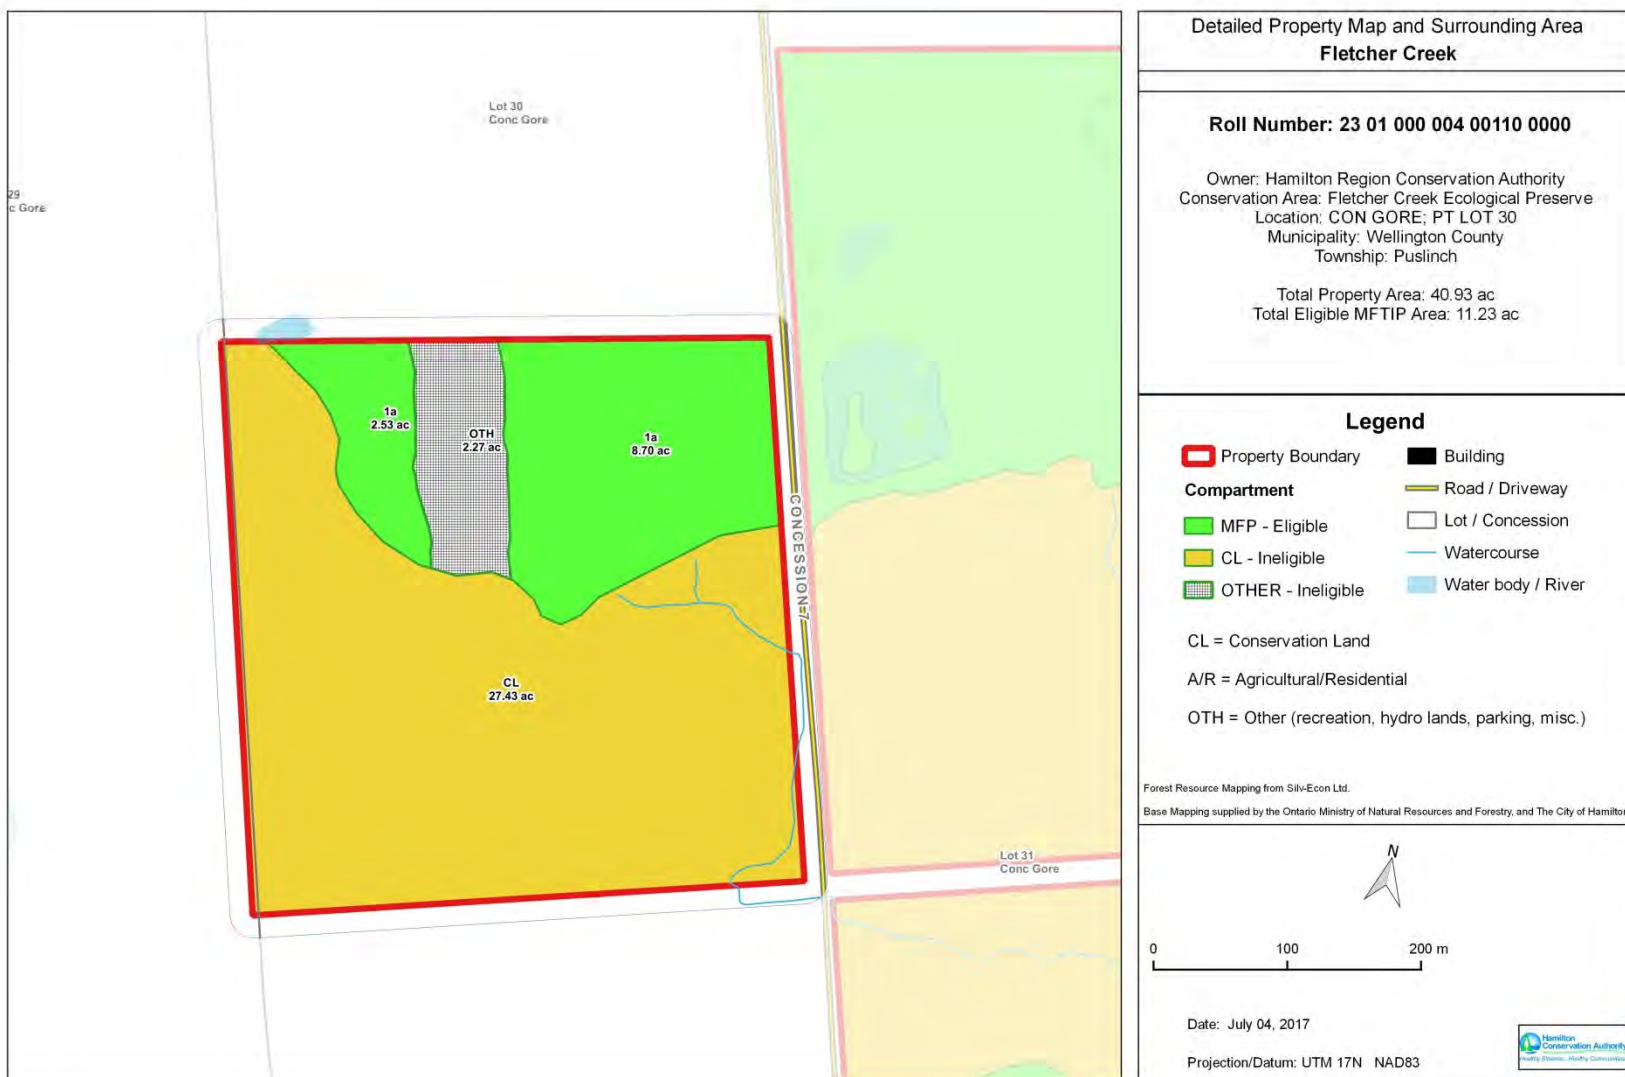 Lot 30
Conc Gore
29
c Gore
1a
2.53 ac
OTH
2.27 ac
1a
8.70 ac
CONCESSION 7
CL
27.43 ac
Lot 31
Conc Gore
Detailed Property Map and Surrounding Area
Fletcher Creek
Roll Number: 23 01 000 004 00110 0000
Owner: Hamilton Region Conservation Authority
Conservation Area: Fletcher Creek Ecological Preserve
Location: CON GORE; PT LOT 30
Municipality: Wellington County
Township: Puslinch
Total Property Area: 40.93 ac
Total Eligible MFTIP Area: 11.23 ac
Legend
Property Boundary
Compartment
MFP - Eligible
CL - Ineligible
OTHER - Ineligible
Building
Road / Driveway
Lot / Concession
Watercourse
Water body / River
CL = Conservation Land
A/R = Agricultural/Residential
OTH = Other (recreation, hydro lands, parking, misc.)
Forest Resource Mapping from Silv-Econ Ltd.
Base Mapping supplied by the Ontario Ministry of Natural Resources and Forestry, and The City of Hamilton
N
0 100 200 m
Date: July 04, 2017
Projection/Datum: UTM 17N NAD83
Hamilton
Conservation Authority
Healthy Streams... Healthy Communities